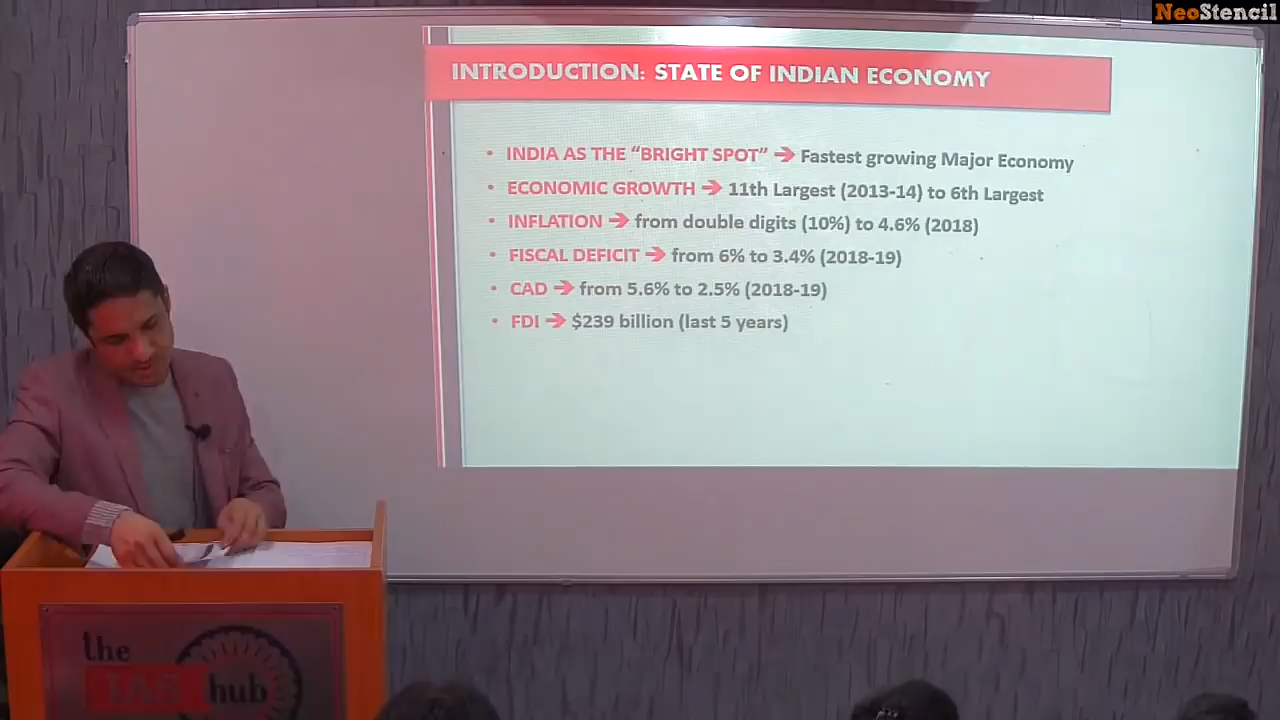 NeoStencil
INTRODUCTION: STATE OF INDIAN ECONOMY
• INDIA AS THE “BRIGHT SPOT” ➔ Fastest growing Major Economy
• ECONOMIC GROWTH ➔ 11th Largest (2013-14) to 6th Largest
• INFLATION ➔ from double digits (10%) to 4.6% (2018)
• FISCAL DEFICIT ➔ from 6% to 3.4% (2018-19)
• CAD ➔ from 5.6% to 2.5% (2018-19)
• FDI ➔ $239 billion (last 5 years)
the
IAS hub